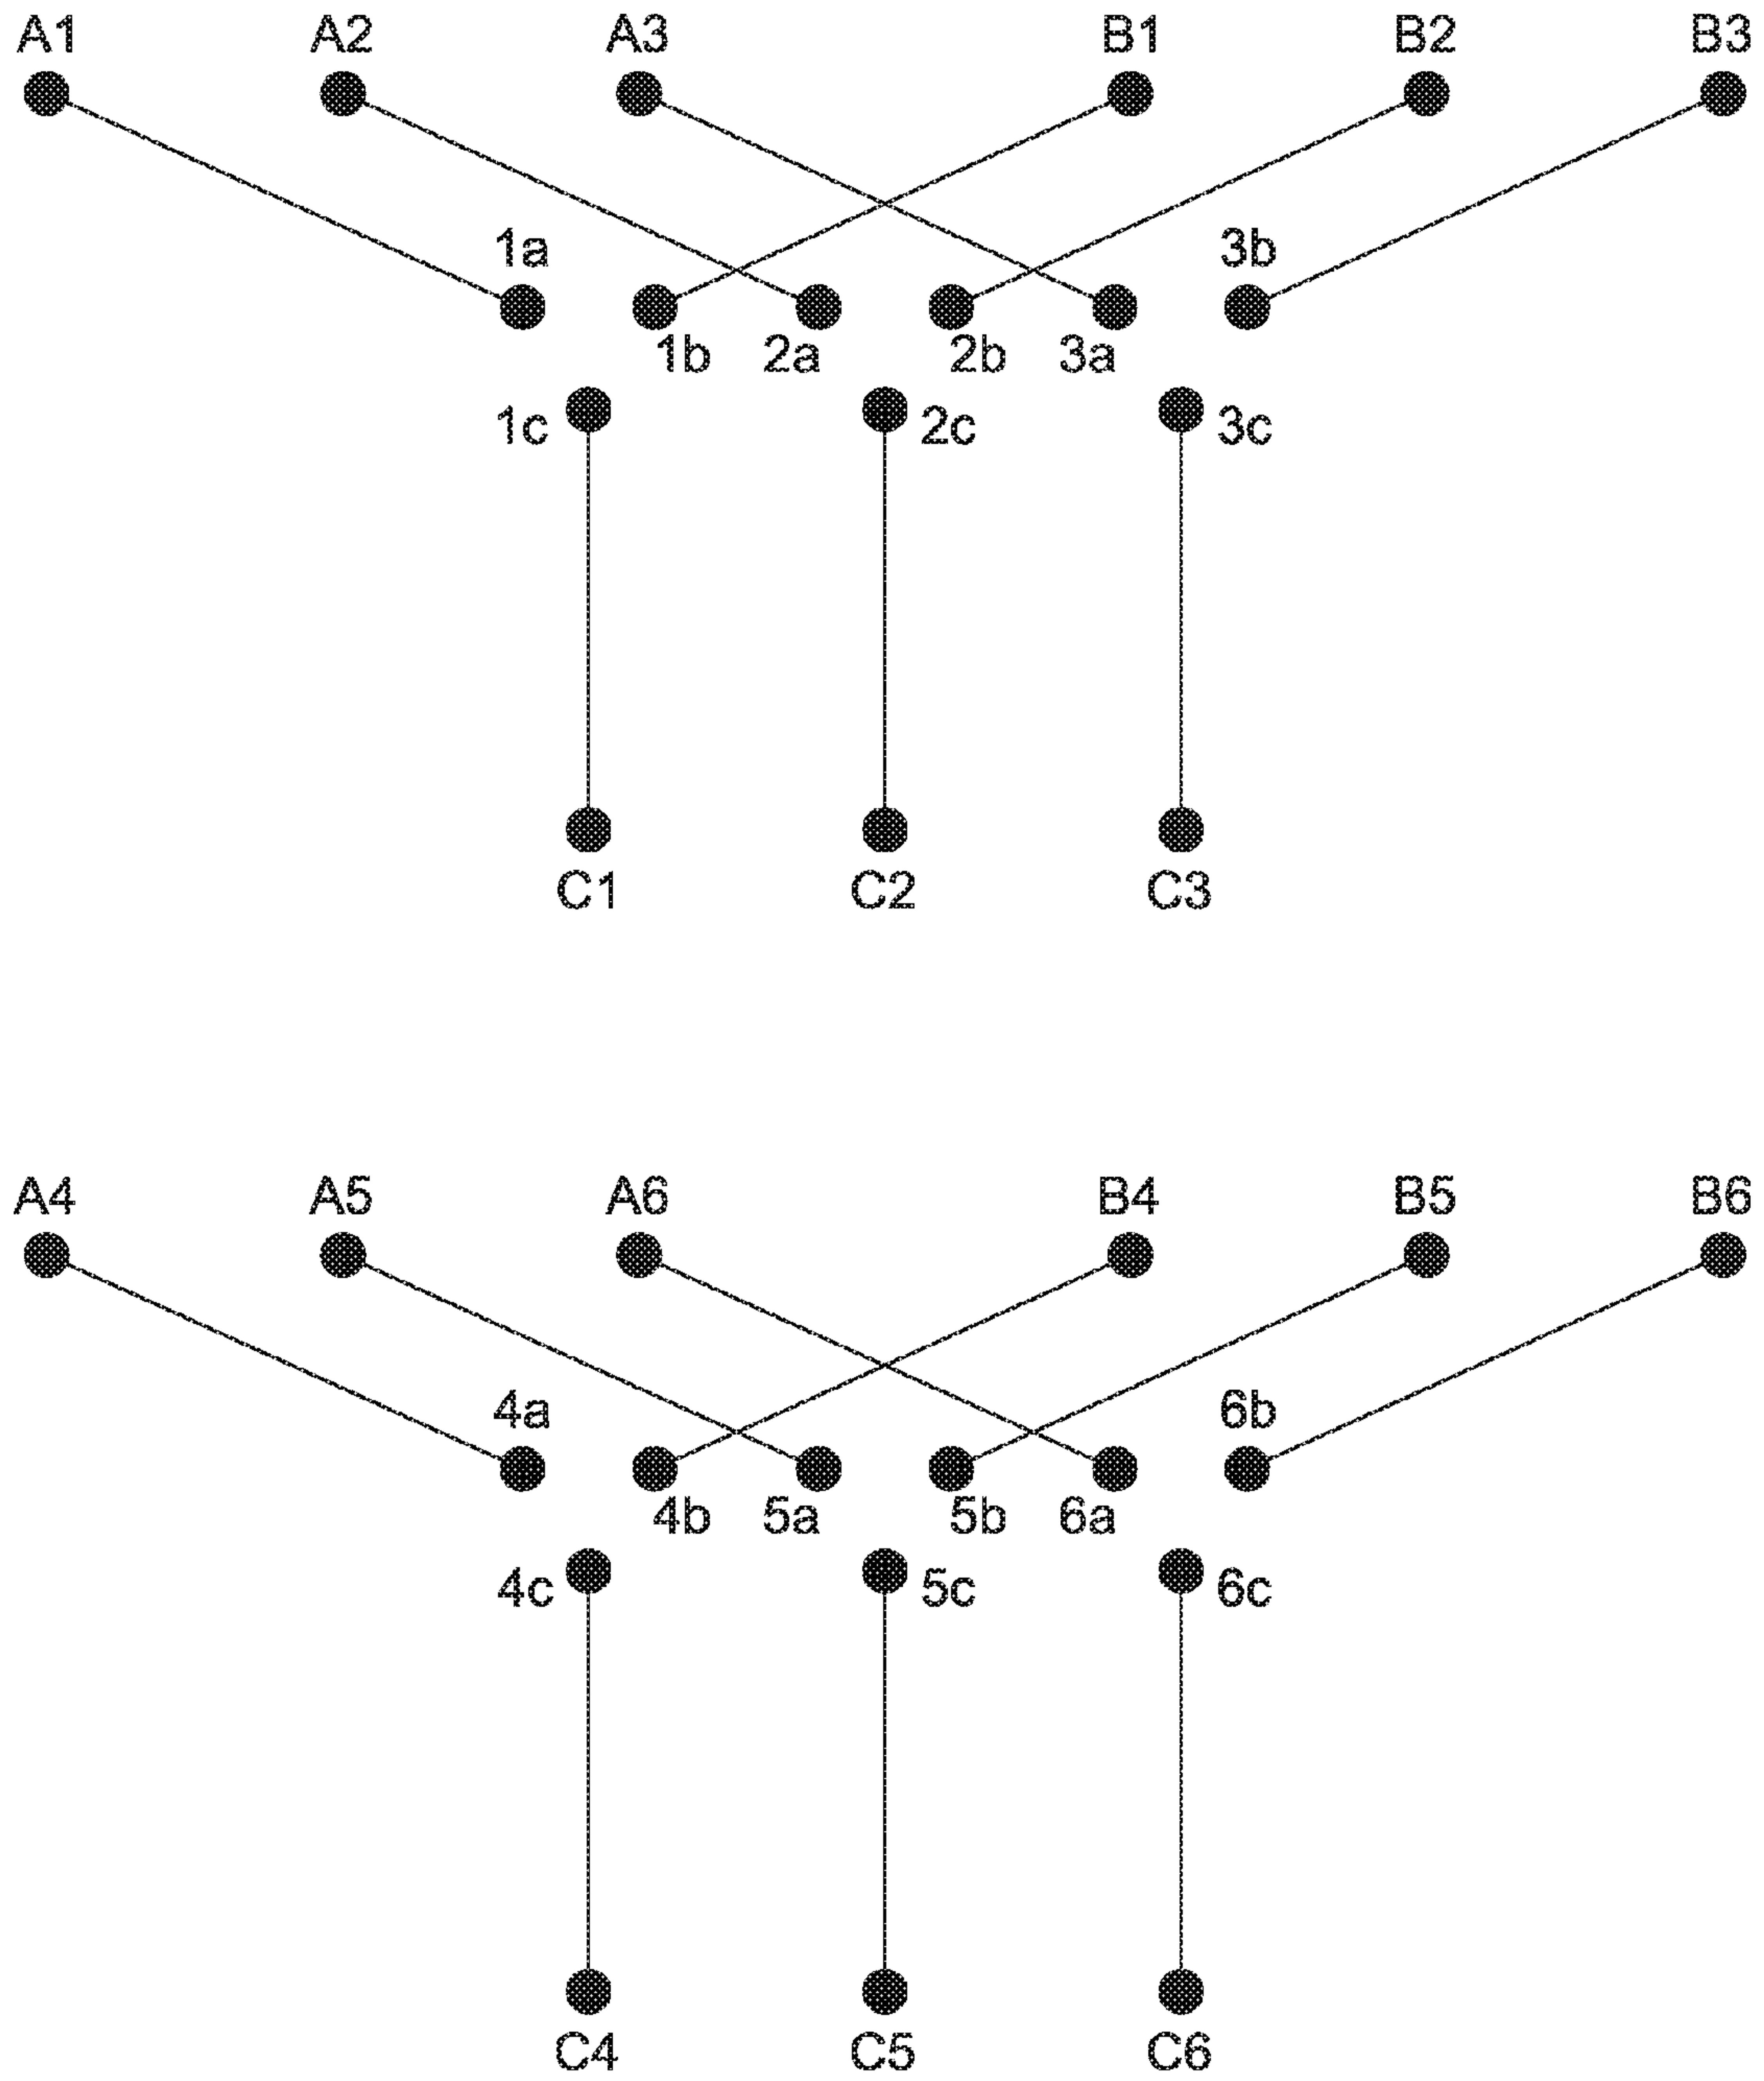 A1 A2 A3 B1 B2 B3
1a 3b
1b 2a 2b 3a
1c 2c 3c
C1 C2 C3
A4 A5 A6 B4 B5 B6
4a 6b
4b 5a 5b 6a
4c 5c 6c
C4 C5 C6